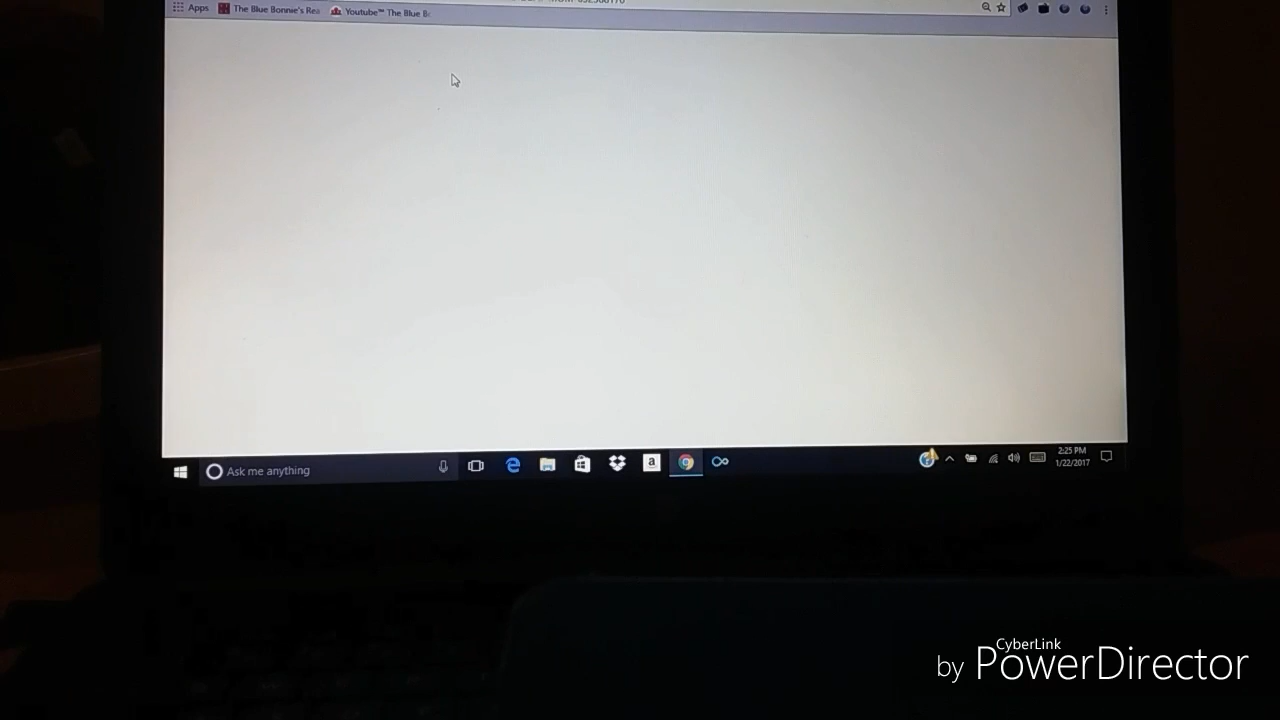 Apps The Blue Bonnie's Rea Youtube™ The Blue Bo
Ask me anything
a
2:25 PM
1/22/2017
CyberLink
by PowerDirector